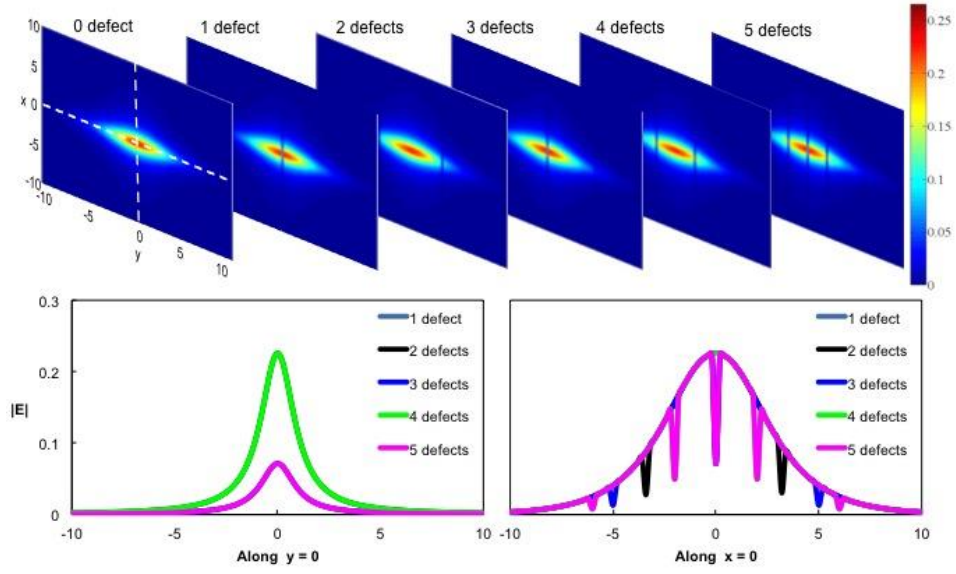 0 defect
1 defect
2 defects
3 defects
4 defects
5 defects
10
5
x 0
-5
-10
-10
-5
0
5
10
y
0.25
0.2
0.15
0.1
0.05
0
0.3
0.2
|E|
0.1
0
1 defect
2 defects
3 defects
4 defects
5 defects
-10
-5
0
5
10
Along y = 0
1 defect
2 defects
3 defects
4 defects
5 defects
-10
-5
0
5
10
Along x = 0